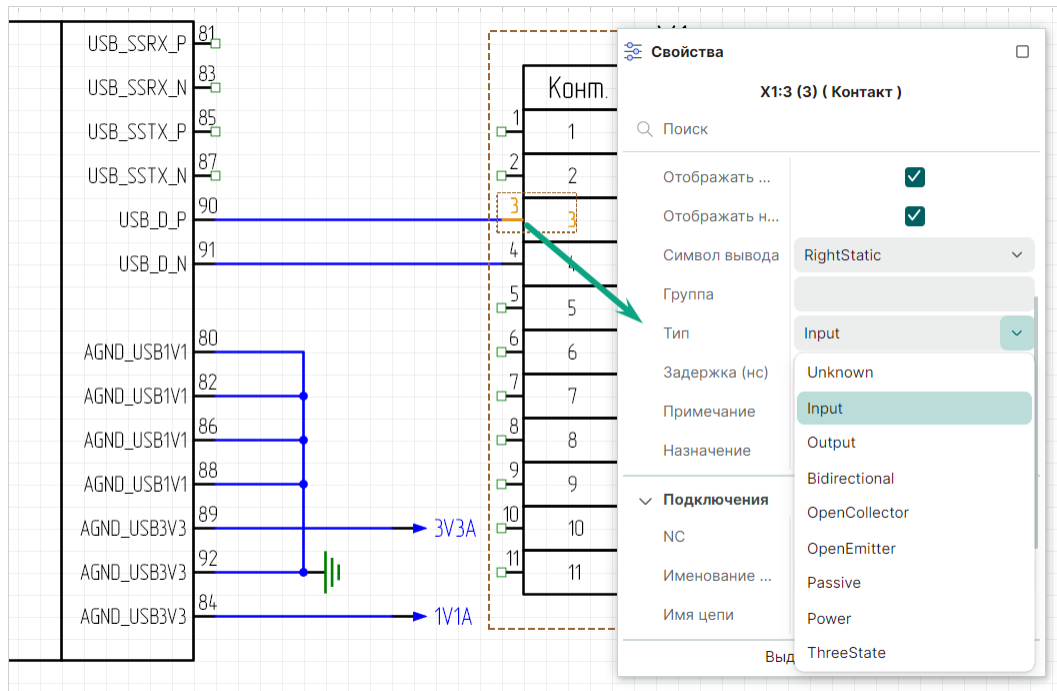 USB_SSRX_P 81
USB_SSRX_N 83
USB_SSTX_P 85
USB_SSTX_N 87
USB_D_P 90
USB_D_N 91
AGND_USB1V1 80
AGND_USB1V1 82
AGND_USB1V1 86
AGND_USB1V1 88
AGND_USB3V3 89
3V3A
AGND_USB3V3 92
AGND_USB3V3 84
1V1A
Конт.
1 1
2 2
3 3
4 4
5 5
6 6
7 7
8 8
9 9
10 10
11 11
Свойства
X1:3 (3) ( Контакт )
Поиск
Отображать ...
Отображать н...
Символ вывода RightStatic
Группа
Тип Input
Задержка (нс)
Примечание
Назначение
Подключения
NC
Именование ...
Имя цепи
Выд
Unknown
Input
Output
Bidirectional
OpenCollector
OpenEmitter
Passive
Power
ThreeState